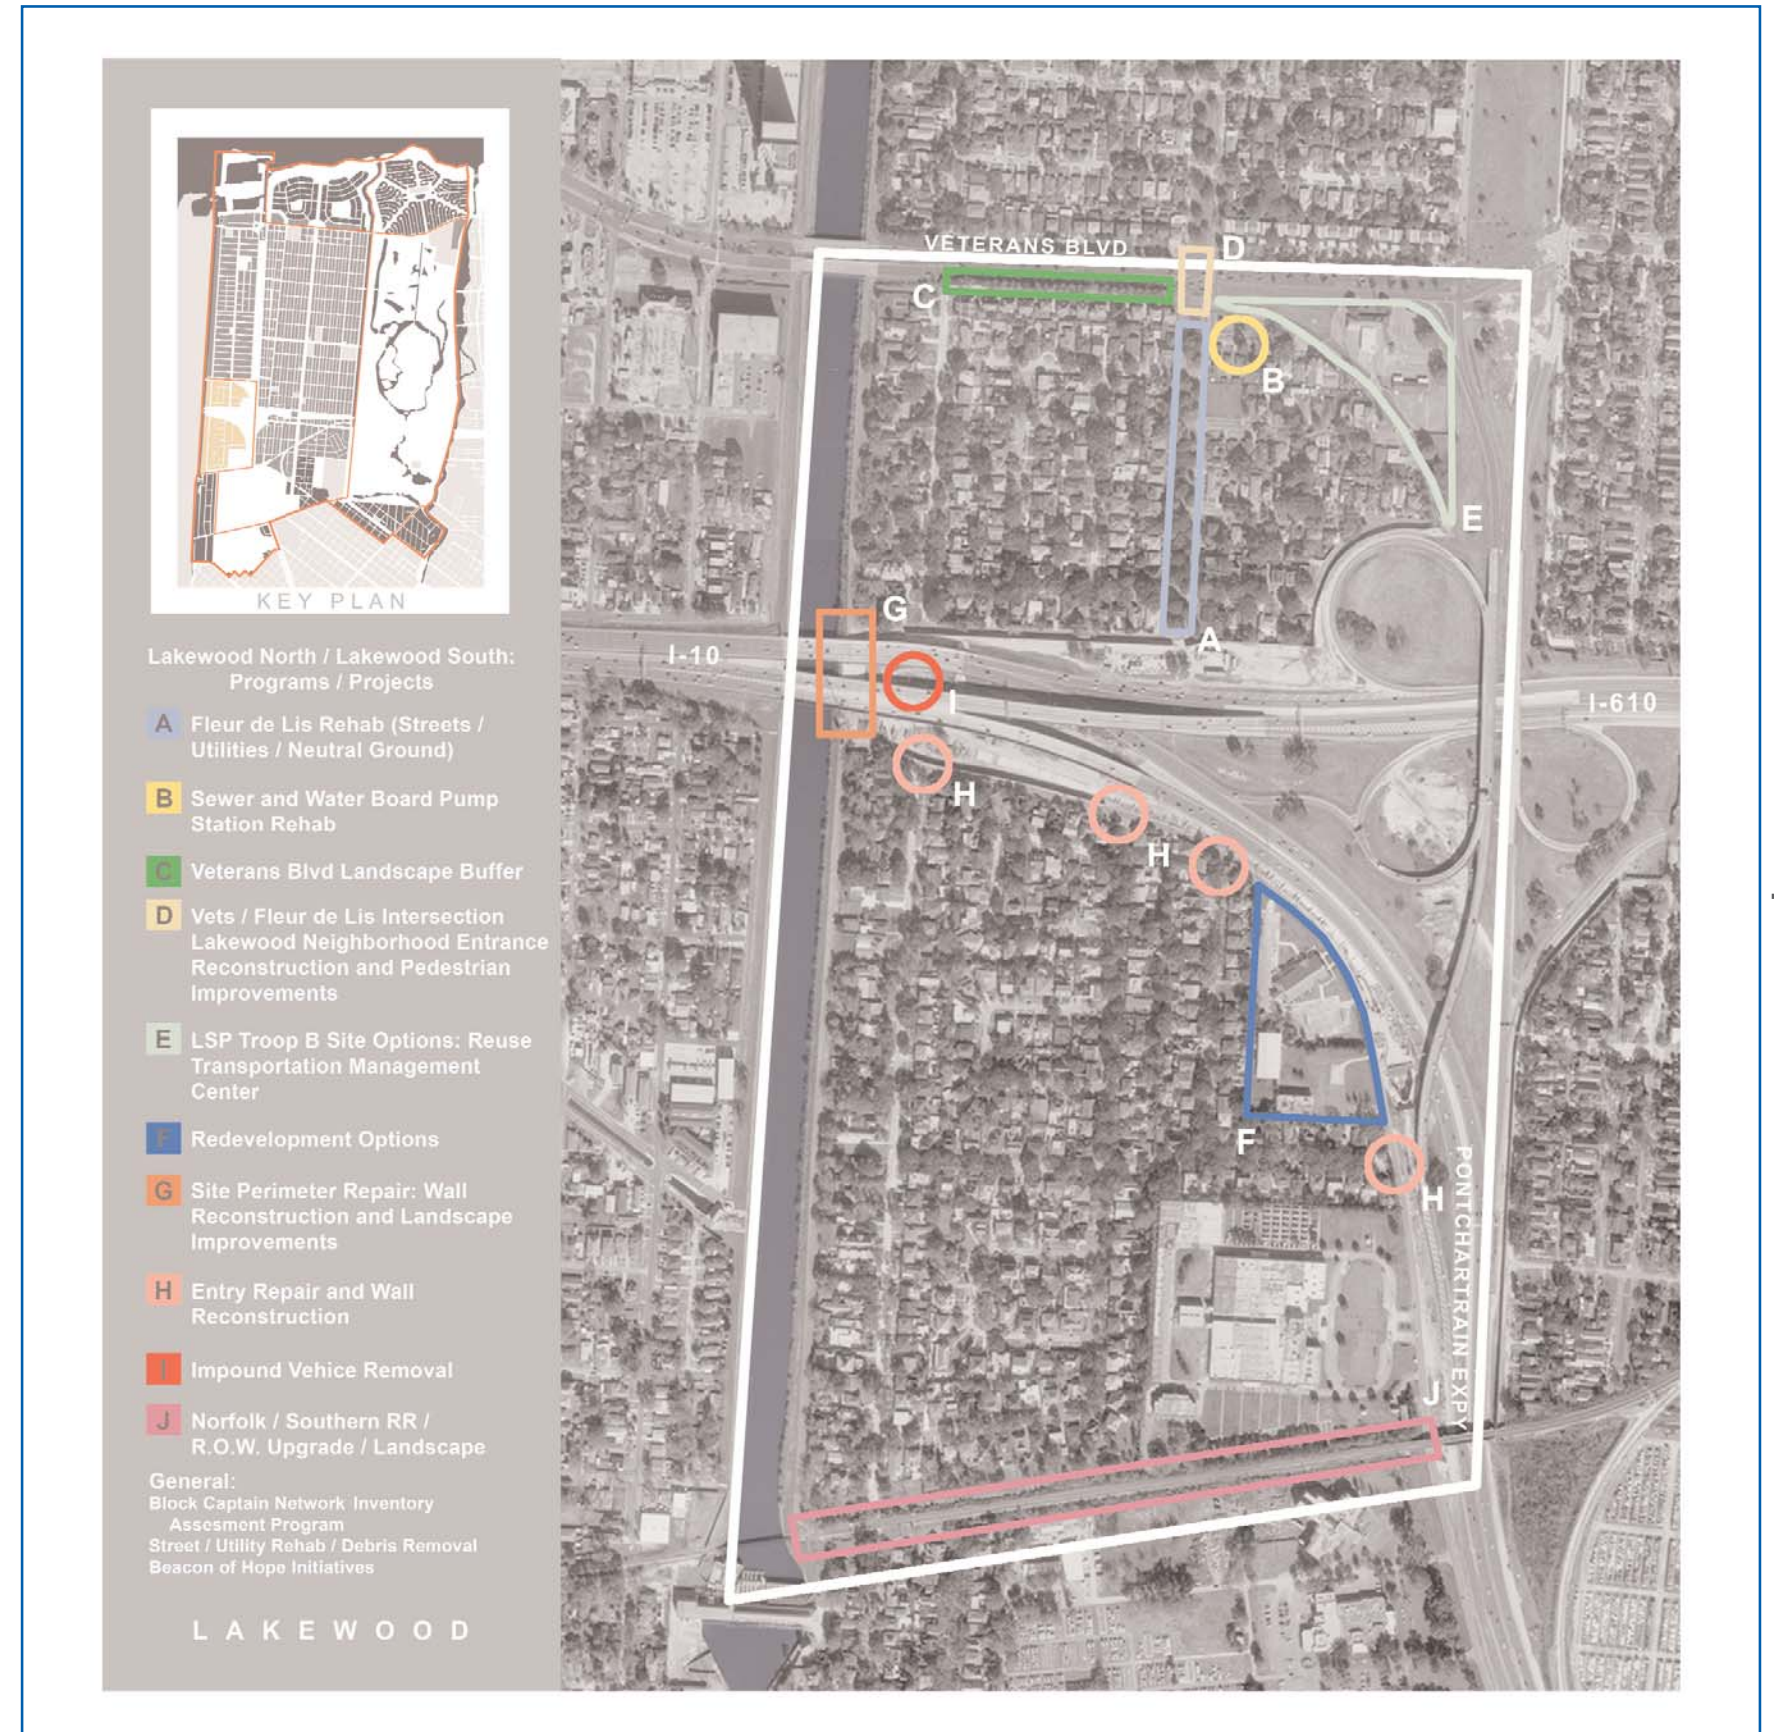 KEY PLAN
Lakewood North / Lakewood South:
Programs / Projects
A Fleur de Lis Rehab (Streets /
Utilities / Neutral Ground)
B Sewer and Water Board Pump
Station Rehab
C Veterans Blvd Landscape Buffer
D Vets / Fleur de Lis Intersection
Lakewood Neighborhood Entrance
Reconstruction and Pedestrian
Improvements
E LSP Troop B Site Options: Reuse
Transportation Management
Center
F Redevelopment Options
G Site Perimeter Repair: Wall
Reconstruction and Landscape
Improvements
H Entry Repair and Wall
Reconstruction
I Impound Vehice Removal
J Norfolk / Southern RR /
R.O.W. Upgrade / Landscape
General:
Block Captain Network Inventory
Assesment Program
Street / Utility Rehab / Debris Removal
Beacon of Hope Initiatives
LAKEWOOD
VETERANS BLVD
D
C
B
E
G
A
I-10
I
I-610
H
H
F
H
PONTCHARTRAIN EXPY
J